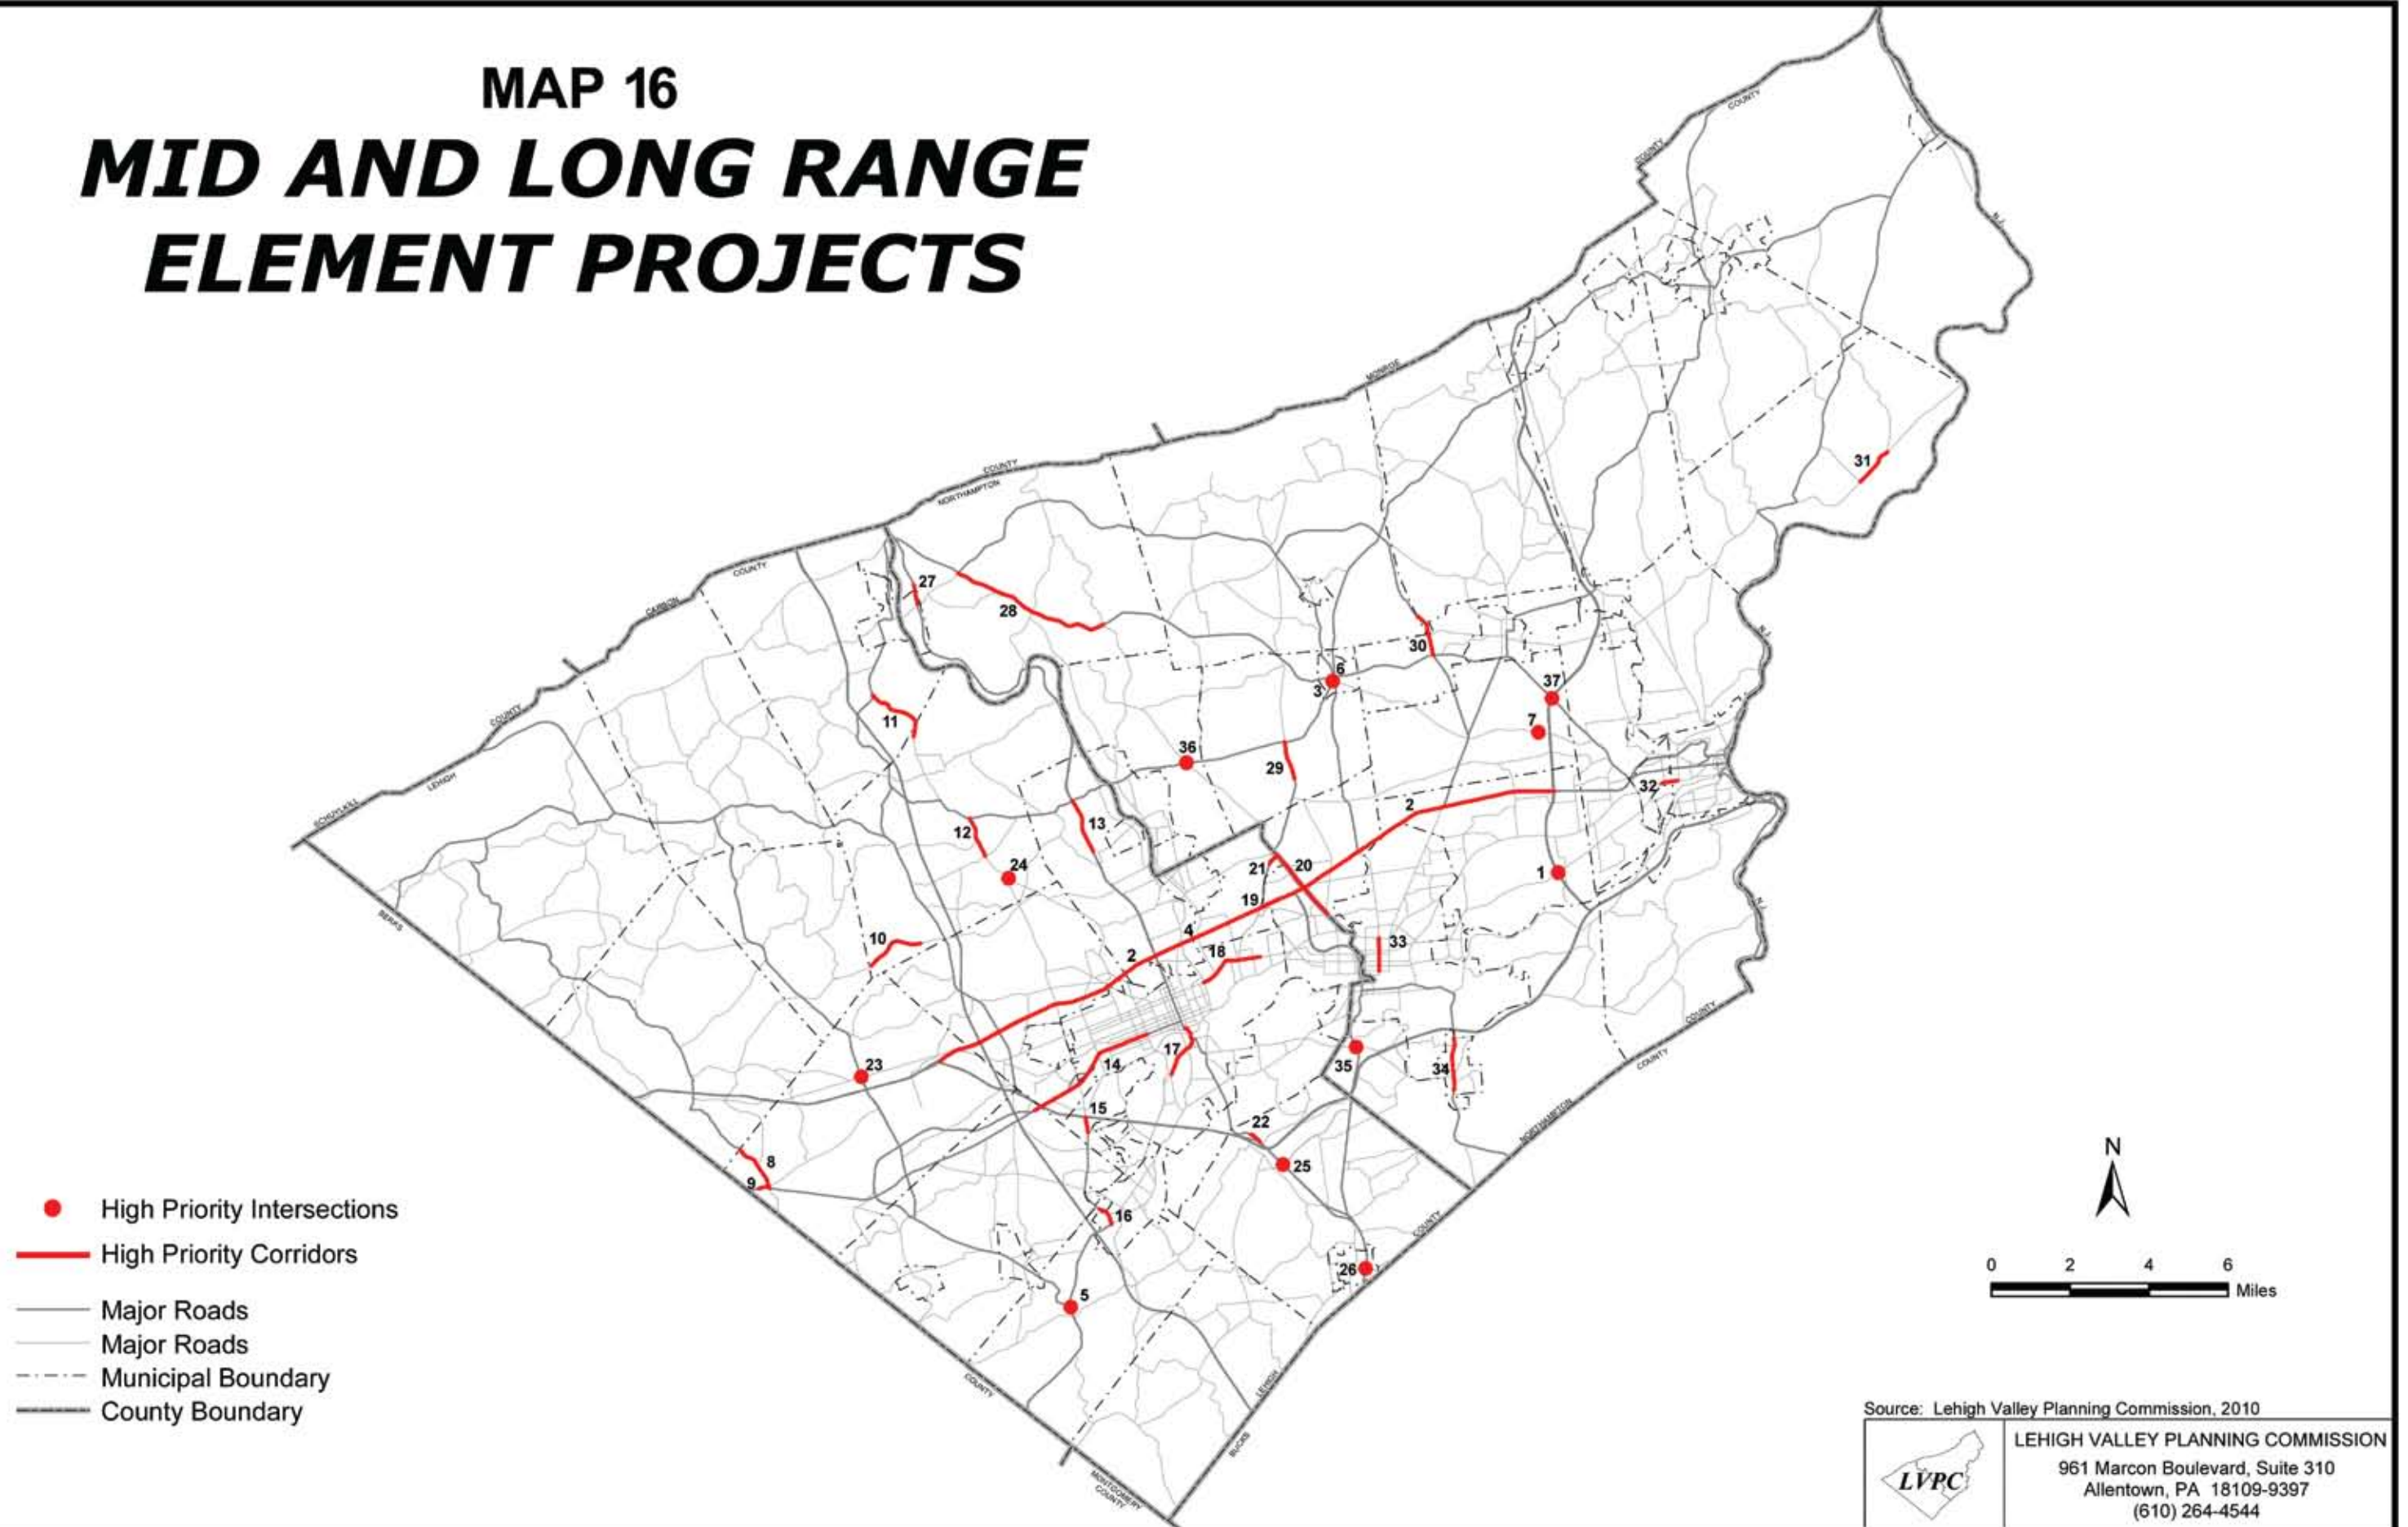 MAP 16
MID AND LONG RANGE
ELEMENT PROJECTS
COUNTY
COUNTY
N.J.
MONROE
COUNTY
NORTHAMPTON
31
COUNTY
CARBON
27
28
30
N.J.
6
3
37
COUNTY
11
7
36
29
LEHIGH
SCHUYLKILL
32
2
13
12
24
21
20
1
19
BERKS
N.J.
4
10
33
18
2
COUNTY
17
35
34
23
14
COUNTY
15
NORTHAMPTON
22
8
25
9
16
COUNTY
26
5
COUNTY
LEHIGH
BUCKS
MONTGOMERY
COUNTY
High Priority Intersections
High Priority Corridors
Major Roads
Major Roads
Municipal Boundary
County Boundary
N
0 2 4 6
Miles
Source: Lehigh Valley Planning Commission, 2010
LVPC
LEHIGH VALLEY PLANNING COMMISSION
961 Marcon Boulevard, Suite 310
Allentown, PA 18109-9397
(610) 264-4544